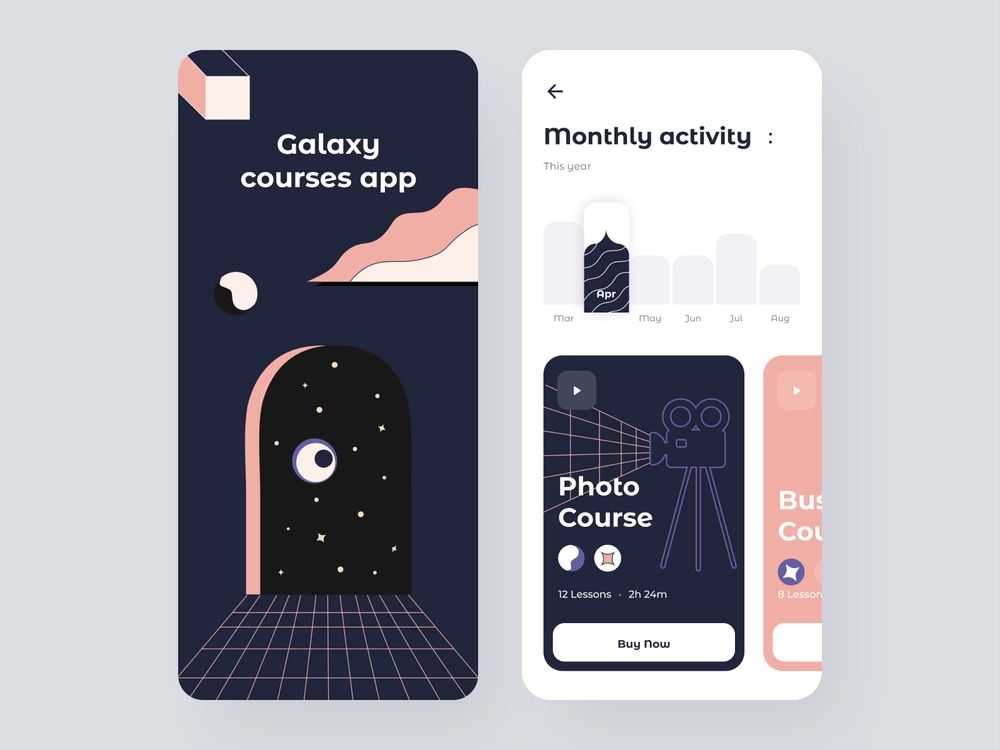 Galaxy
courses app
Monthly activity :
This year
Apr
Mar May Jun Jul Aug
Photo
Course
12 Lessons · 2h 24m
Buy Now
Bus
Cou
8 Lesson